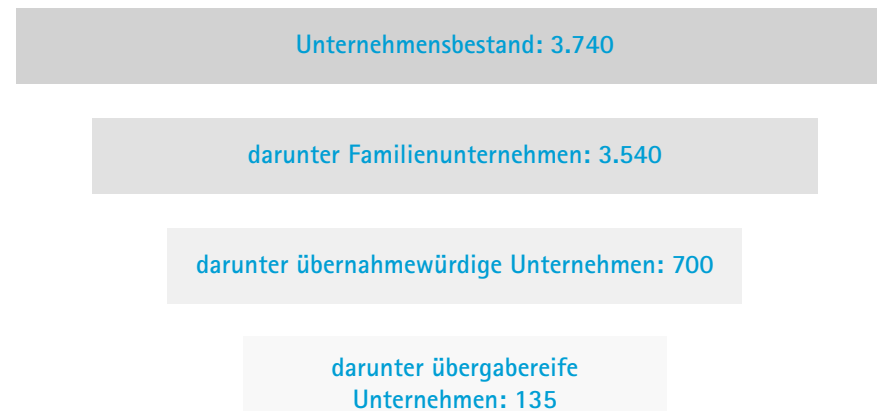 Unternehmensbestand: 3.740
darunter Familienunternehmen: 3.540
darunter übernahmewürdige Unternehmen: 700
darunter übergabereife
Unternehmen: 135